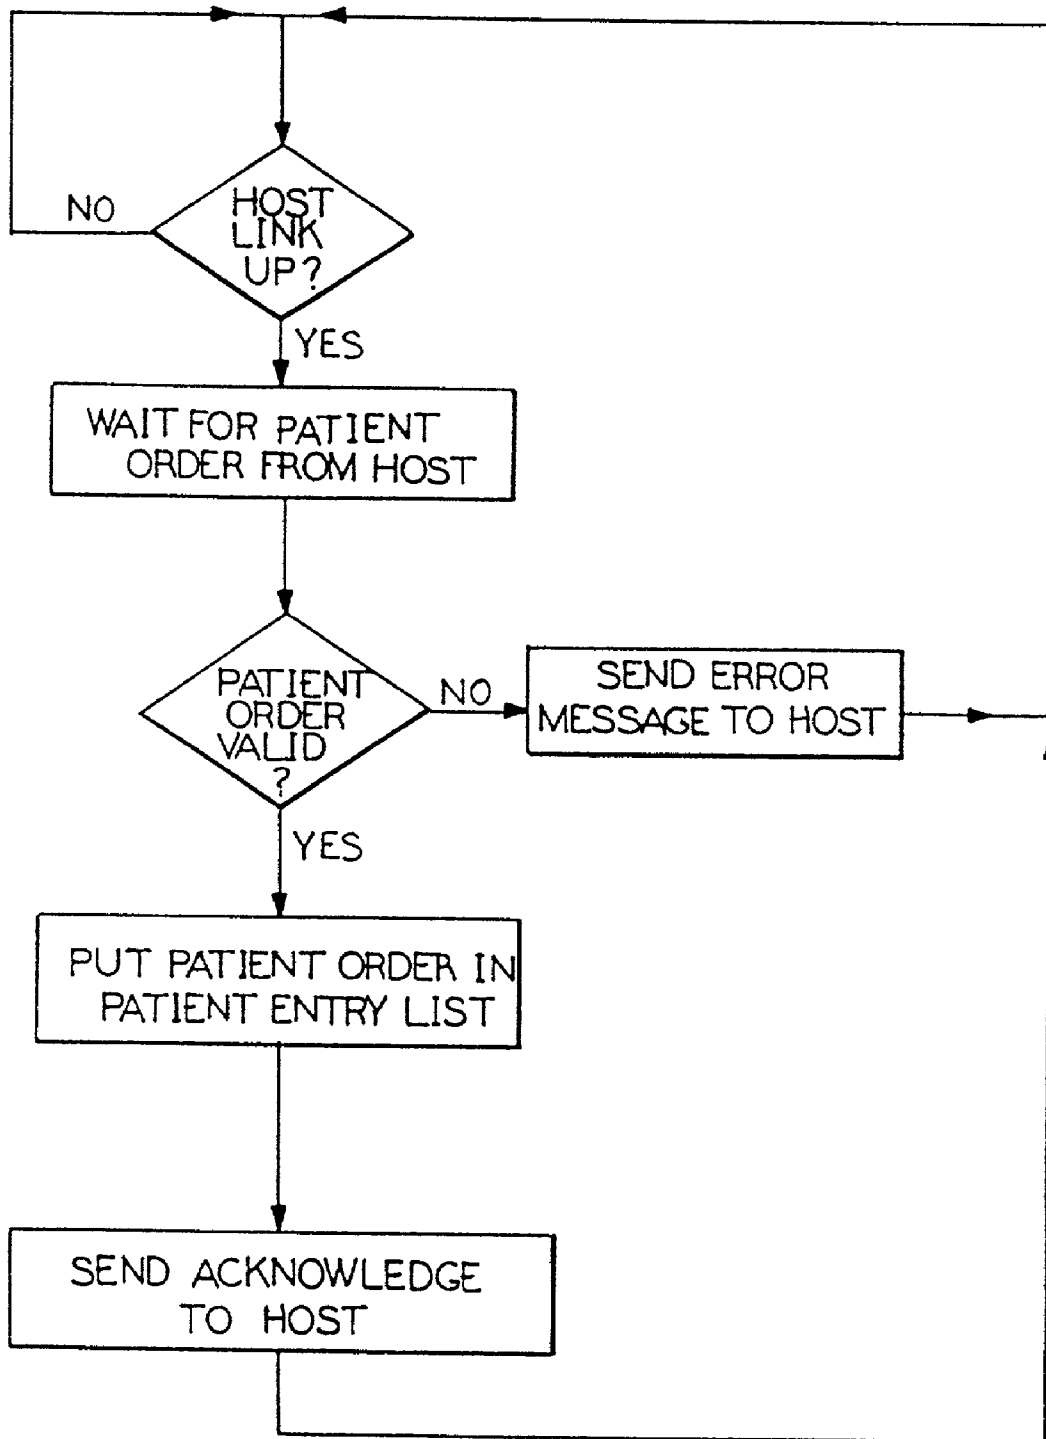 HOST
LINK
UP?
NO
YES
WAIT FOR PATIENT
ORDER FROM HOST
PATIENT
ORDER
VALID
?
NO
SEND ERROR
MESSAGE TO HOST
YES
PUT PATIENT ORDER IN
PATIENT ENTRY LIST
SEND ACKNOWLEDGE
TO HOST